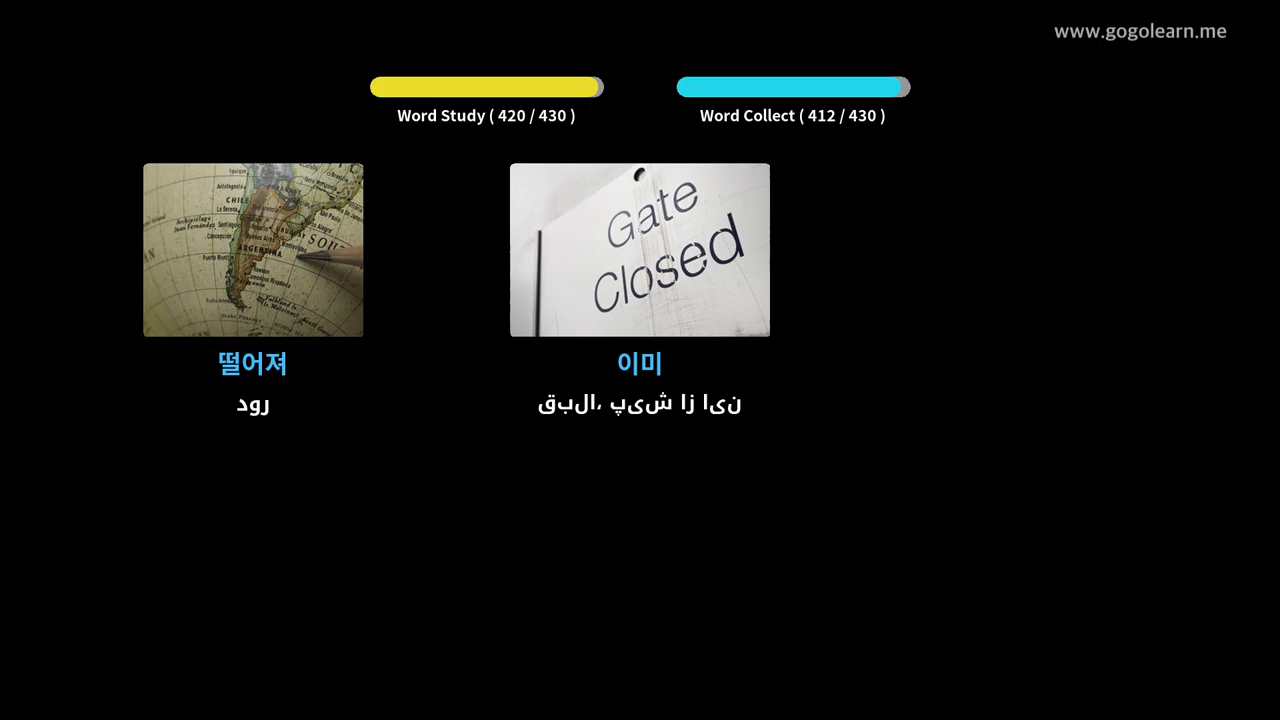 www.gogolearn.me
Word Study ( 420 / 430 )
Word Collect ( 412 / 430 )
CHILE
ARGENTINA
Gate
Closed
떨어져
이미
دور
قبلا، پیش از این